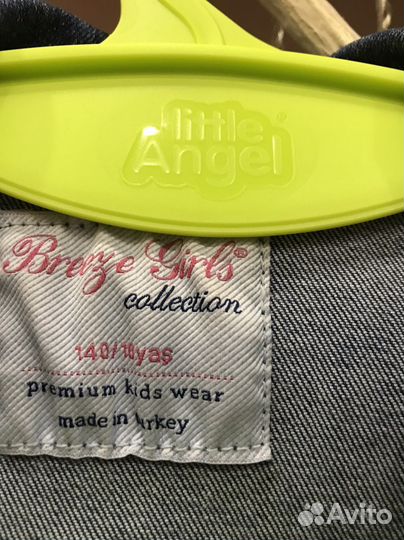 little
Angel®
Breeze Girls®
collection
140/10yas
premium kids wear
made in Turkey
Avito